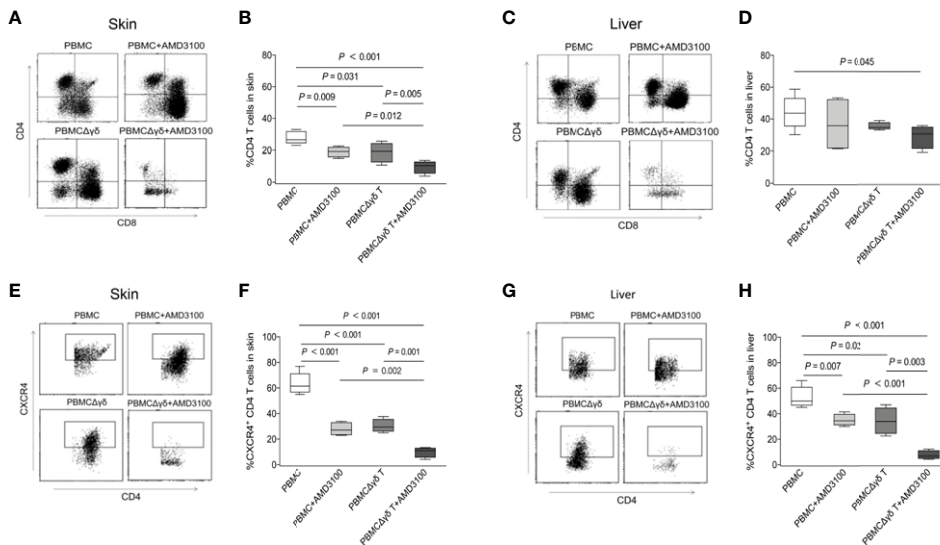 A
Skin
PBMC
PBMC+AMD3100
PBMCΔγδ
PBMCΔγδ+AMD3100
CD4
CD8
B
P < 0.001
P = 0.031
P = 0.009
P = 0.005
P = 0.012
%CD4 T cells in skin
80
60
40
20
0
PBMC
PBMC+AMD3100
PBMCΔγδ T
PBMCΔγδ T+AMD3100
C
Liver
PBMC
PBMC+AMD3100
PBMCΔγδ
PBMCΔγδ+AMD3100
CD4
CD8
D
P = 0.045
%CD4 T cells in liver
80
60
40
20
0
PBMC
PBMC+AMD3100
PBMCΔγδ T
PBMCΔγδ T+AMD3100
E
Skin
PBMC
PBMC+AMD3100
PBMCΔγδ
PBMCΔγδ+AMD3100
CXCR4
CD4
F
P < 0.001
P < 0.001
P < 0.001
P = 0.001
P = 0.002
%CXCR4⁺ CD4 T cells in skin
100
80
60
40
20
0
PBMC
PBMC+AMD3100
PBMCΔγδ T
PBMCΔγδ T+AMD3100
G
Liver
PBMC
PBMC+AMD3100
PBMCΔγδ
PBMCΔγδ+AMD3100
CXCR4
CD4
H
P < 0.001
P = 0.02
P = 0.007
P = 0.003
P < 0.001
%CXCR4⁺ CD4 T cells in liver
100
80
60
40
20
0
PBMC
PBMC+AMD3100
PBMCΔγδ T
PBMCΔγδ T+AMD3100